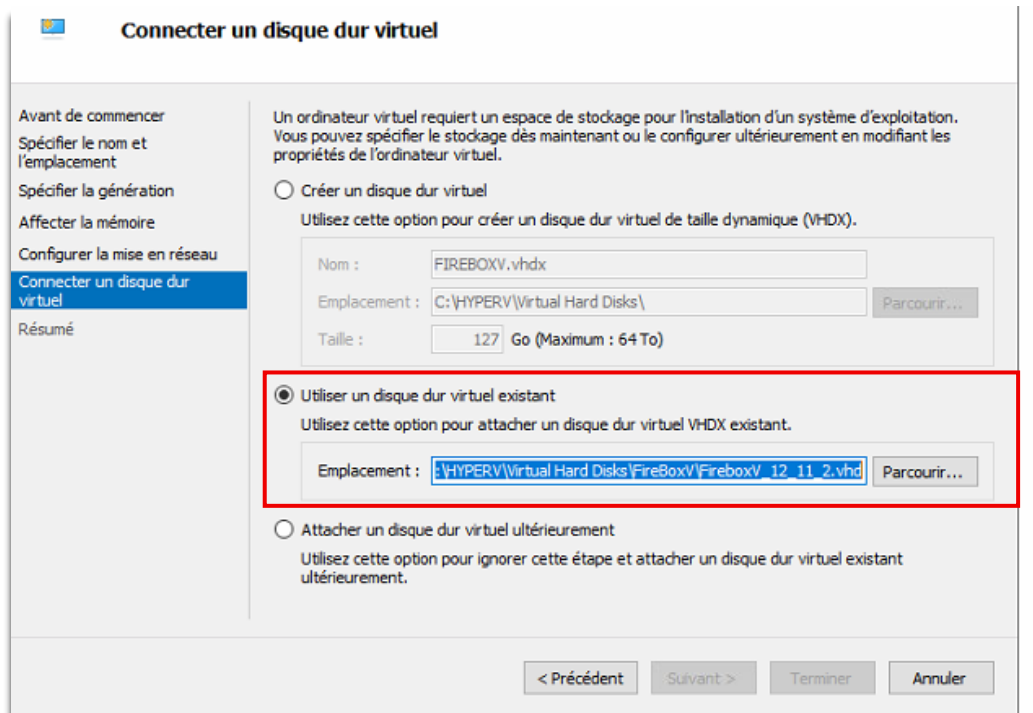 Connecter un disque dur virtuel
Avant de commencer
Spécifier le nom et
l'emplacement
Spécifier la génération
Affecter la mémoire
Configurer la mise en réseau
Connecter un disque dur
virtuel
Résumé
Un ordinateur virtuel requiert un espace de stockage pour l'installation d'un système d'exploitation.
Vous pouvez spécifier le stockage dès maintenant ou le configurer ultérieurement en modifiant les
propriétés de l'ordinateur virtuel.
Créer un disque dur virtuel
Utilisez cette option pour créer un disque dur virtuel de taille dynamique (VHDX).
Nom : FIREBOXV.vhdx
Emplacement : C:\HYPERV\Virtual Hard Disks\ Parcourir...
Taille : 127 Go (Maximum : 64 To)
Utiliser un disque dur virtuel existant
Utilisez cette option pour attacher un disque dur virtuel VHDX existant.
Emplacement : :\HYPERV\Virtual Hard Disks\FireBoxV\FireboxV_12_11_2.vhd Parcourir...
Attacher un disque dur virtuel ultérieurement
Utilisez cette option pour ignorer cette étape et attacher un disque dur virtuel existant
ultérieurement.
< Précédent Suivant > Terminer Annuler